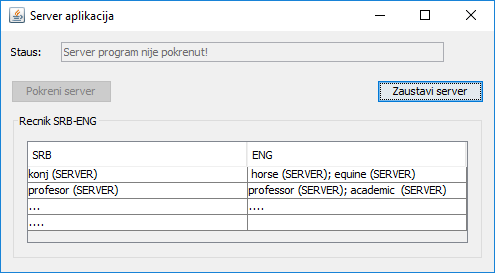 Server aplikacija
Staus: Server program nije pokrenut!
Pokreni server Zaustavi server
Recnik SRB-ENG
SRB ENG
konj (SERVER) horse (SERVER); equine (SERVER)
profesor (SERVER) professor (SERVER); academic (SERVER)
... ....
....